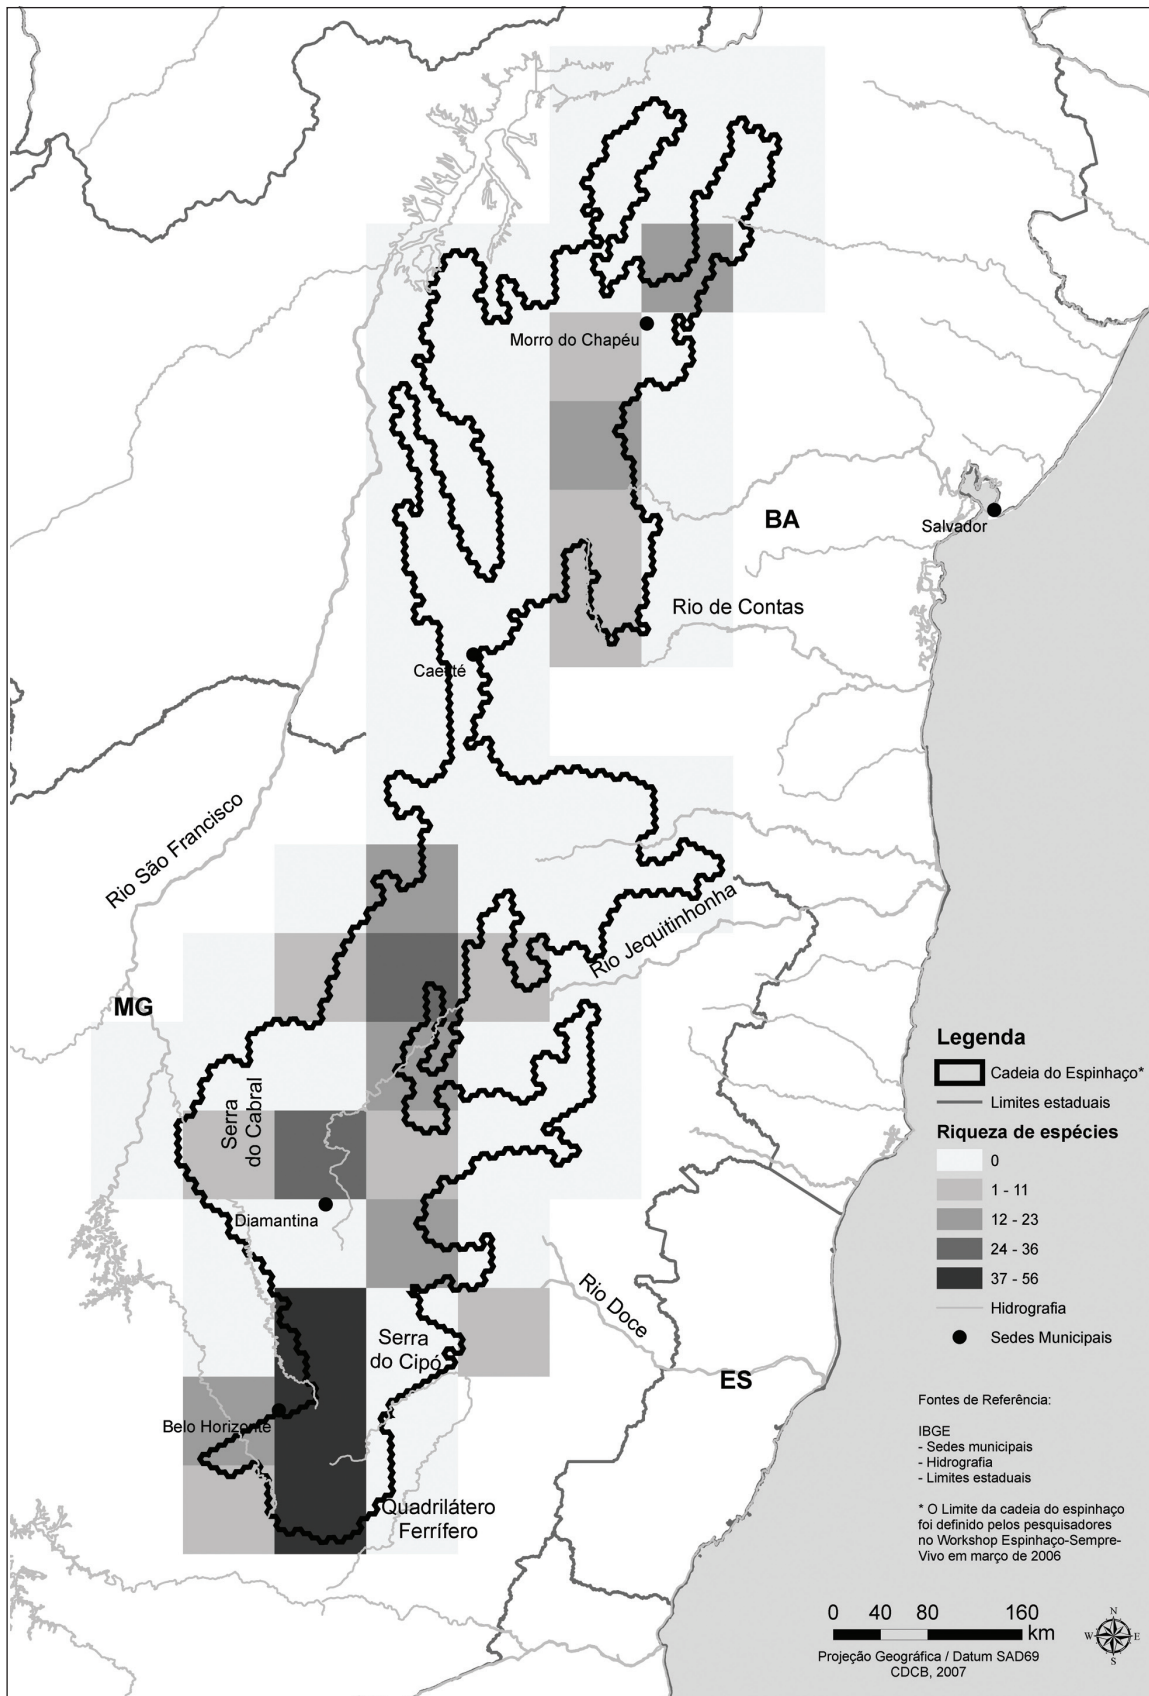 Morro do Chapéu
BA
Salvador
Rio de Contas
Caetité
Rio São Francisco
Rio Jequitinhonha
MG
Serra
do Cabral
Diamantina
Rio Doce
Serra
do Cipó
ES
Belo Horizonte
Quadrilátero
Ferrífero
Legenda
Cadeia do Espinhaço*
Limites estaduais
Riqueza de espécies
0
1 - 11
12 - 23
24 - 36
37 - 56
Hidrografia
Sedes Municipais
Fontes de Referência:
IBGE
- Sedes municipais
- Hidrografia
- Limites estaduais
* O Limite da cadeia do espinhaço
foi definido pelos pesquisadores
no Workshop Espinhaço-Sempre-
Vivo em março de 2006
0 40 80 160
km
Projeção Geográfica / Datum SAD69
CDCB, 2007
N
W E
S